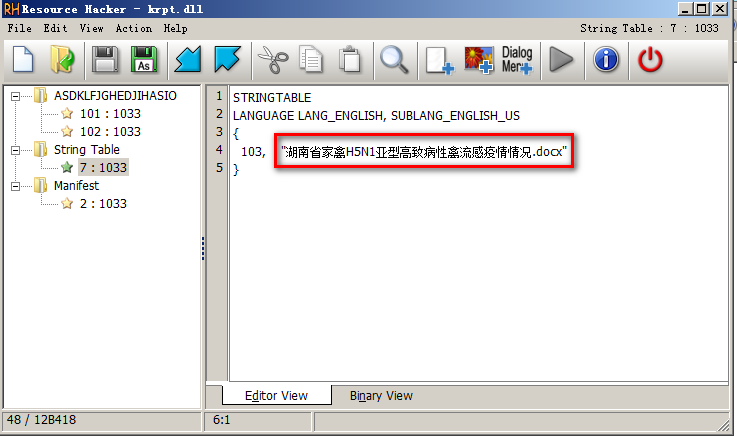 RH Resource Hacker - krpt.dll
File Edit View Action Help
String Table : 7 : 1033
AS
Dialog
Mer
ASDKLFJGHEDJIHASIO
101 : 1033
102 : 1033
String Table
7 : 1033
Manifest
2 : 1033
1 STRINGTABLE
2 LANGUAGE LANG_ENGLISH, SUBLANG_ENGLISH_US
3 {
4 103, "湖南省家禽H5N1亚型高致病性禽流感疫情情况.docx"
5 }
Editor View Binary View
48 / 12B418
6:1